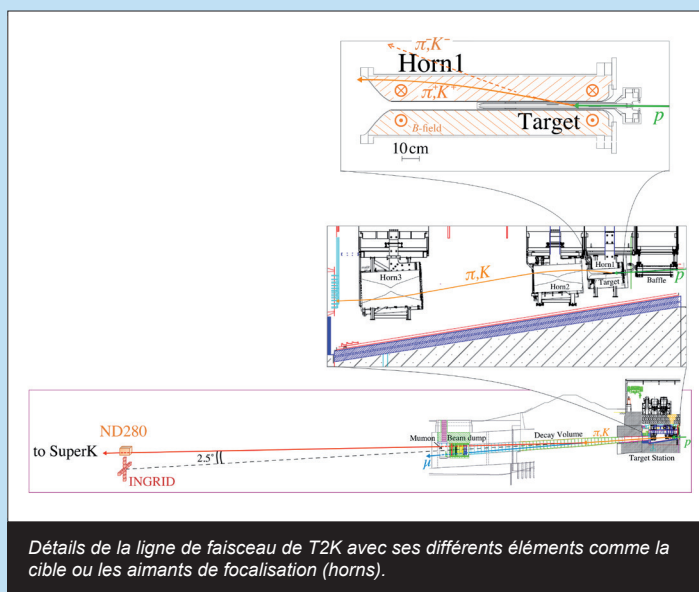 π⁻,K⁻
Horn1
π⁺,K⁺
Target
p
B-field
10cm
Horn1
Horn3
π,K
Horn2
Target
Baffle
p
ND280
Mumon
Beam dump
Decay Volume
π,K
p
to SuperK
2.5°
μ
Target Station
INGRID
Détails de la ligne de faisceau de T2K avec ses différents éléments comme la
cible ou les aimants de focalisation (horns).